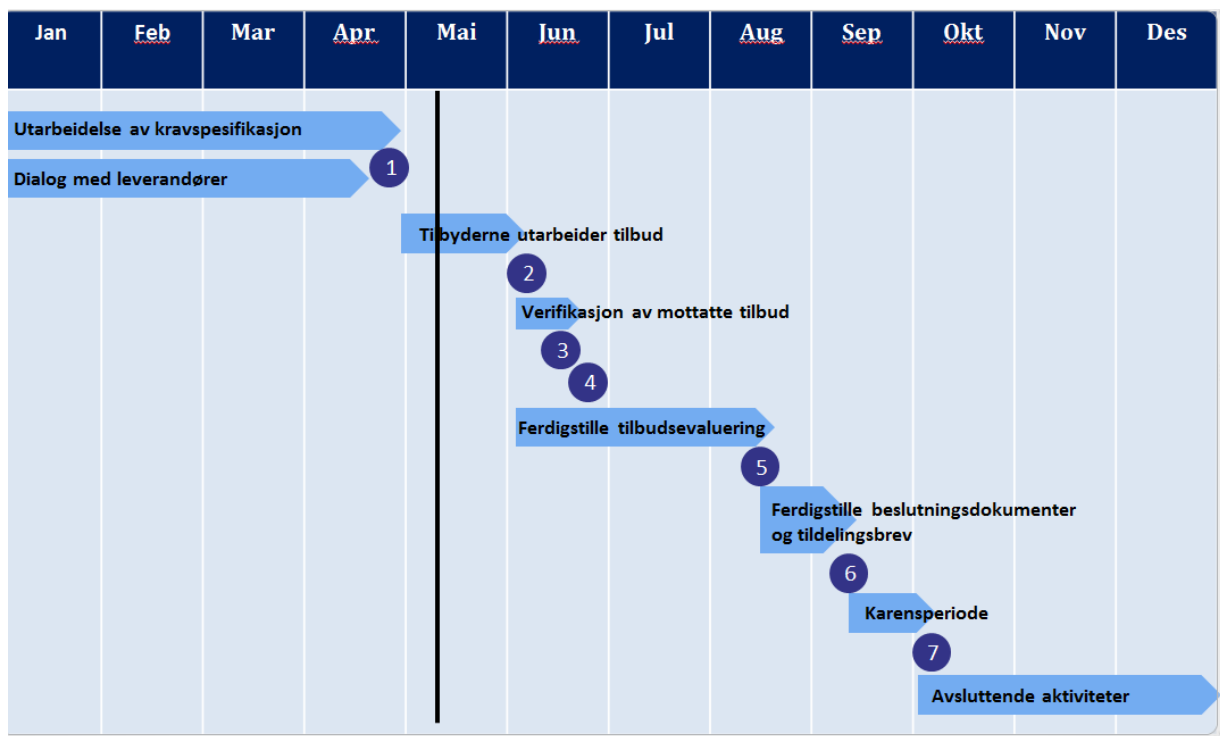 Jan Feb Mar Apr. Mai Jun. Jul Aug Sep. Okt Nov Des
Utarbeidelse av kravspesifikasjon
1
Dialog med leverandører
Tilbyderne utarbeider tilbud
2
Verifikasjon av mottatte tilbud
3
4
Ferdigstille tilbudsevaluering
5
Ferdigstille beslutningsdokumenter
og tildelingsbrev
6
Karensperiode
7
Avsluttende aktiviteter